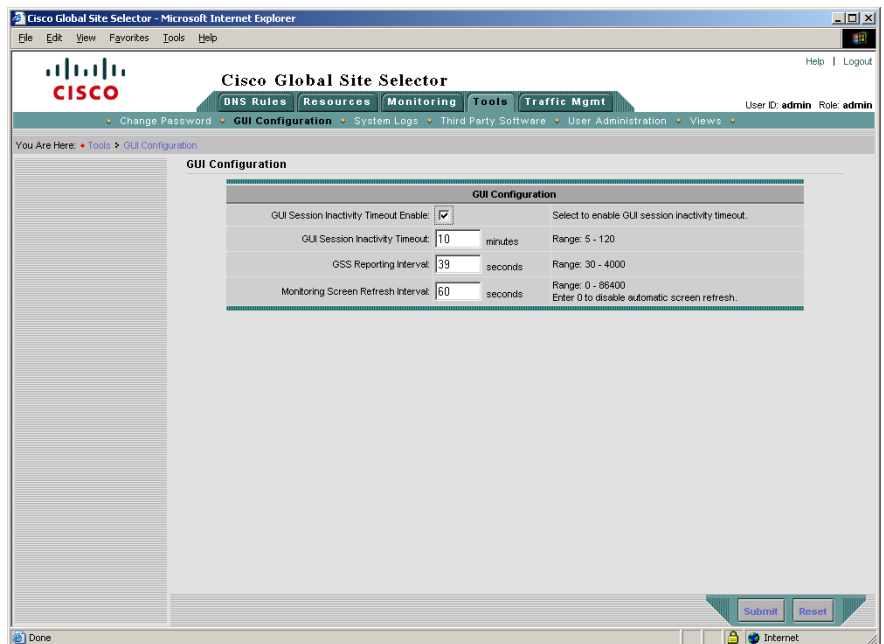 Cisco Global Site Selector - Microsoft Internet Explorer
File Edit View Favorites Tools Help
Help | Logout
CISCO
Cisco Global Site Selector
DNS Rules Resources Monitoring Tools Traffic Mgmt
User ID: admin Role: admin
Change Password GUI Configuration System Logs Third Party Software User Administration Views
You Are Here: Tools > GUI Configuration
GUI Configuration
GUI Configuration
GUI Session Inactivity Timeout Enable: Select to enable GUI session inactivity timeout.
GUI Session Inactivity Timeout: 10 minutes Range: 5 - 120
GSS Reporting Interval: 39 seconds Range: 30 - 4000
Monitoring Screen Refresh Interval: 60 seconds Range: 0 - 86400
Enter 0 to disable automatic screen refresh.
Submit Reset
Done Internet